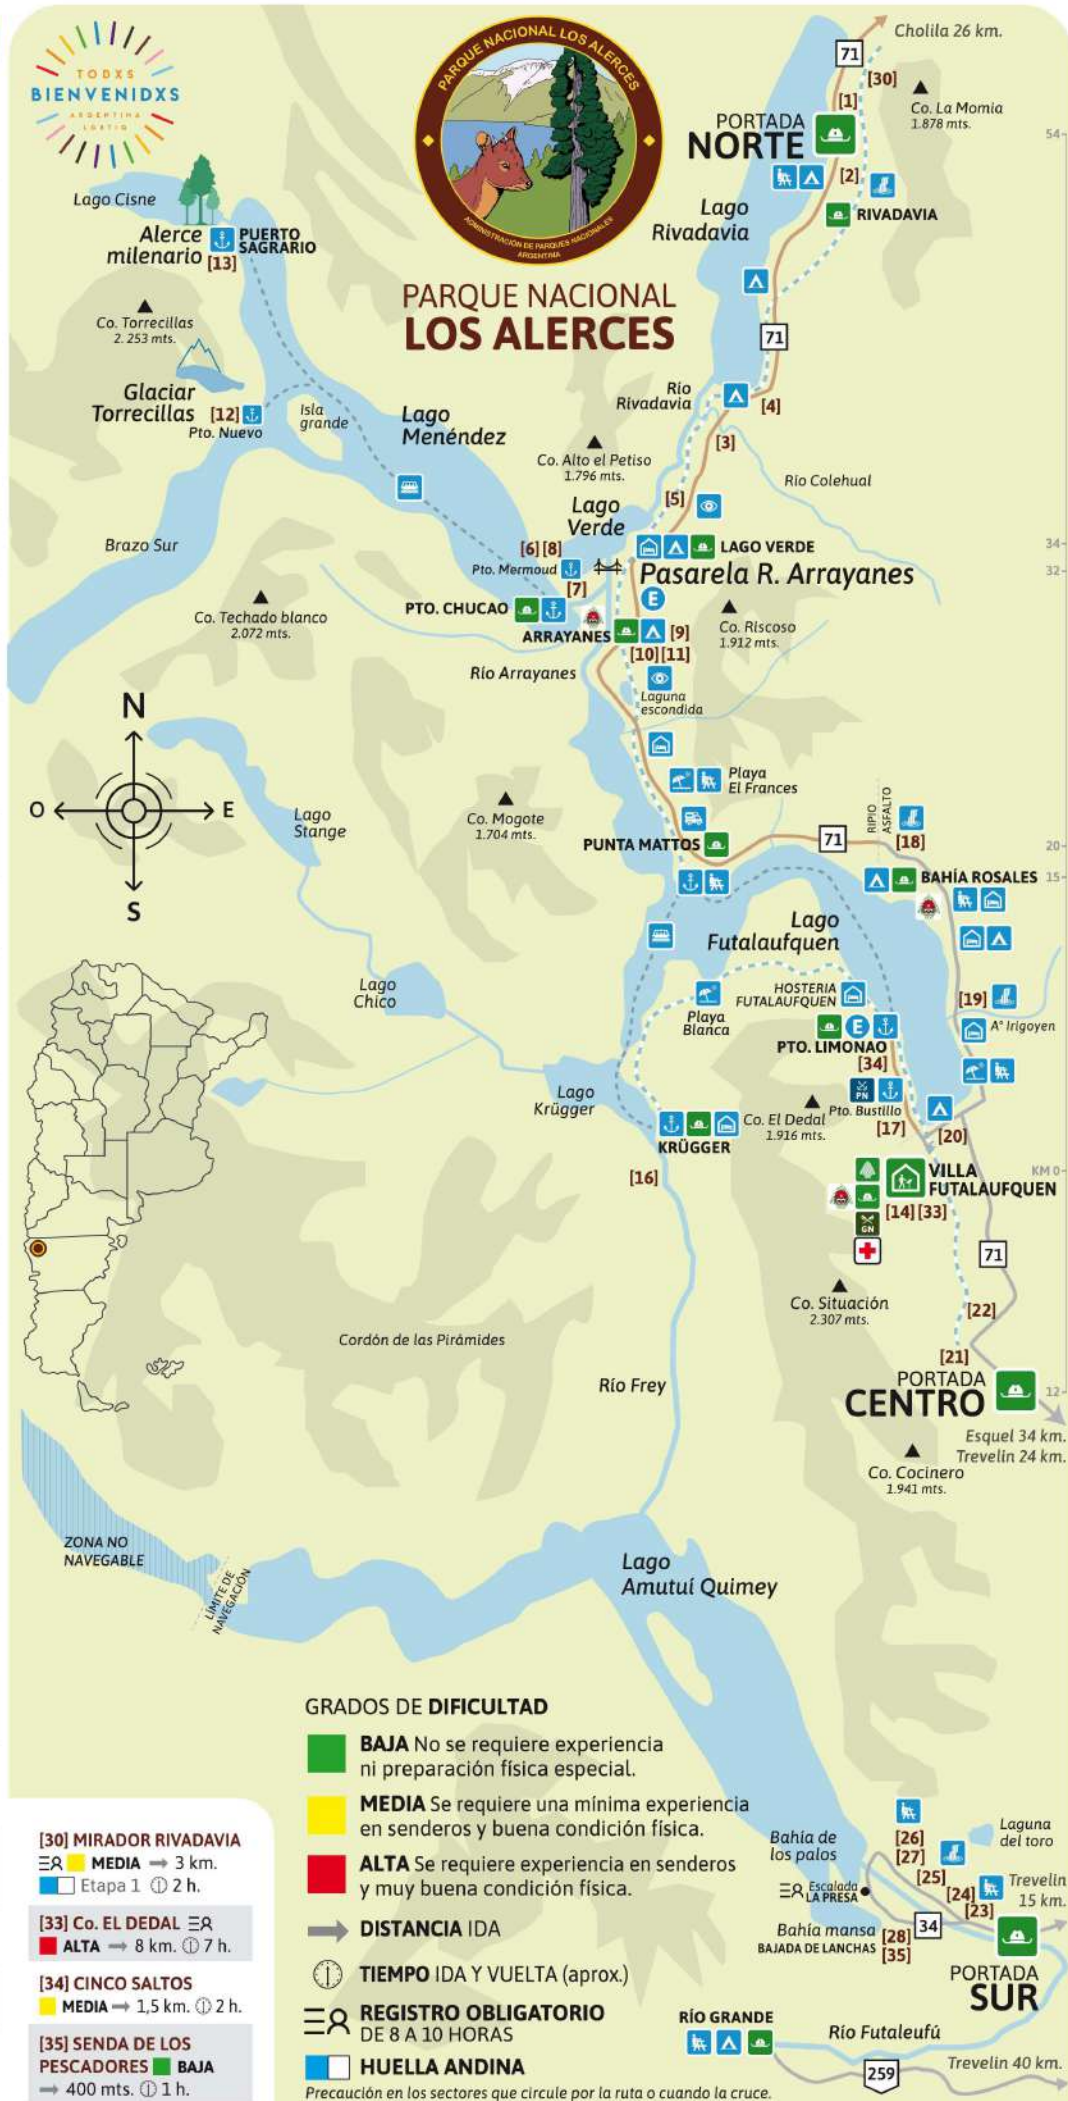 TODXS
BIENVENIDXS
ARGENTINA
LGBTIQ
PARQUE NACIONAL LOS ALERCES
ADMINISTRACIÓN DE PARQUES NACIONALES
ARGENTINA
PARQUE NACIONAL
LOS ALERCES
Cholila 26 km.
71
[30]
[1]
Co. La Momia
1.878 mts.
PORTADA
NORTE
54
[2]
Lago
Rivadavia
RIVADAVIA
Lago Cisne
Alerce
milenario
PUERTO
SAGRARIO
[13]
Co. Torrecillas
2.253 mts.
71
Glaciar
Torrecillas
[12]
Pto. Nuevo
Isla
grande
Lago
Menéndez
Río
Rivadavia
[4]
[3]
Co. Alto el Petiso
1.796 mts.
Río Colehual
[5]
Lago
Verde
Brazo Sur
[6] [8]
Pto. Mermoud
[7]
LAGO VERDE
34
32
Pasarela R. Arrayanes
E
PTO. CHUCAO
ARRAYANES
[9]
[10] [11]
Co. Riscoso
1.912 mts.
Co. Techado blanco
2.072 mts.
Río Arrayanes
Laguna
escondida
N
O
E
S
Lago
Stange
Co. Mogote
1.704 mts.
Playa
El Frances
PUNTA MATTOS
71
RIPIO
ASFALTO
[18]
20
15
BAHÍA ROSALES
Lago
Futalaufquen
Lago
Chico
Playa
Blanca
HOSTERIA
FUTALAUFQUEN
[19]
A° Irigoyen
E
PTO. LIMONAO
[34]
Lago
Krügger
PN
Pto. Bustillo
Co. El Dedal
1.916 mts.
[17]
[20]
KRÜGGER
[16]
KM 0
VILLA
FUTALAUFQUEN
[14] [33]
GN
71
Co. Situación
2.307 mts.
[22]
[21]
Cordón de las Pirámides
Río Frey
PORTADA
CENTRO
12
Esquel 34 km.
Trevelin 24 km.
Co. Cocinero
1.941 mts.
ZONA NO
NAVEGABLE
LÍMITE DE
NAVEGACIÓN
Lago
Amutuí Quimey
GRADOS DE DIFICULTAD
BAJA No se requiere experiencia
ni preparación física especial.
MEDIA Se requiere una mínima experiencia
en senderos y buena condición física.
ALTA Se requiere experiencia en senderos
y muy buena condición física.
DISTANCIA IDA
TIEMPO IDA Y VUELTA (aprox.)
REGISTRO OBLIGATORIO
DE 8 A 10 HORAS
HUELLA ANDINA
Precaución en los sectores que circule por la ruta o cuando la cruce.
[30] MIRADOR RIVADAVIA
MEDIA 3 km.
Etapa 1 2 h.
[33] Co. EL DEDAL
ALTA 8 km. 7 h.
[34] CINCO SALTOS
MEDIA 1,5 km. 2 h.
[35] SENDA DE LOS
PESCADORES BAJA
400 mts. 1 h.
Bahía de
los palos
[26]
[27]
Laguna
del toro
[25]
Escalada
LA PRESA
[24]
[23]
Trevelin
15 km.
Bahía mansa
BAJADA DE LANCHAS
[28]
[35]
34
PORTADA
SUR
RÍO GRANDE
Río Futaleufú
259
Trevelin 40 km.